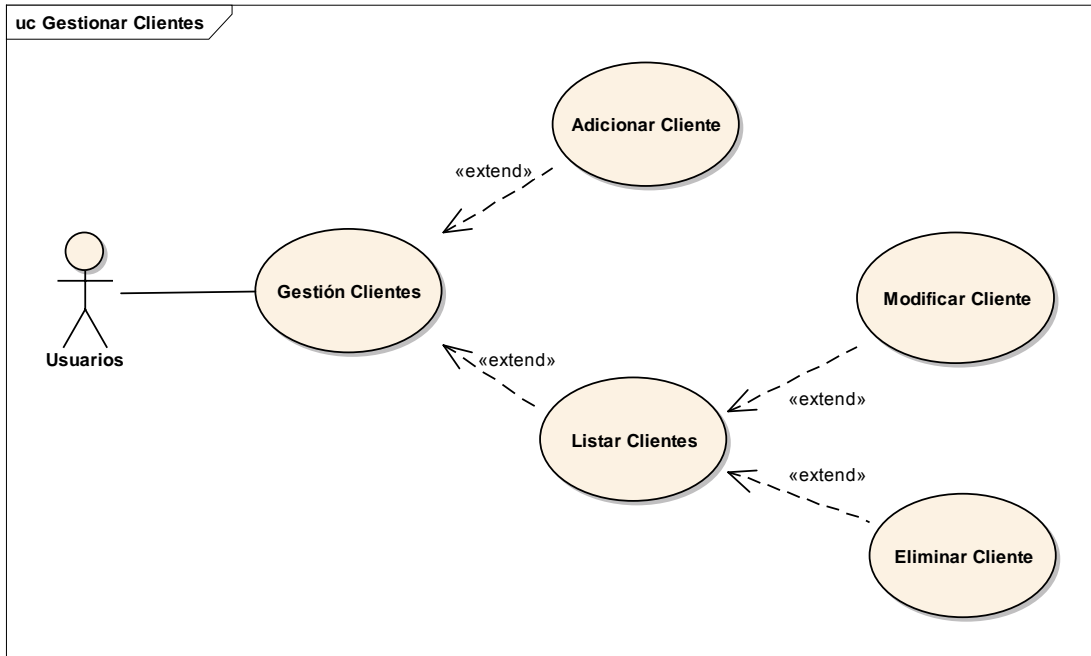 uc Gestionar Clientes
Adicionar Cliente
«extend»
Gestión Clientes
Modificar Cliente
Usuarios
«extend»
«extend»
Listar Clientes
«extend»
Eliminar Cliente